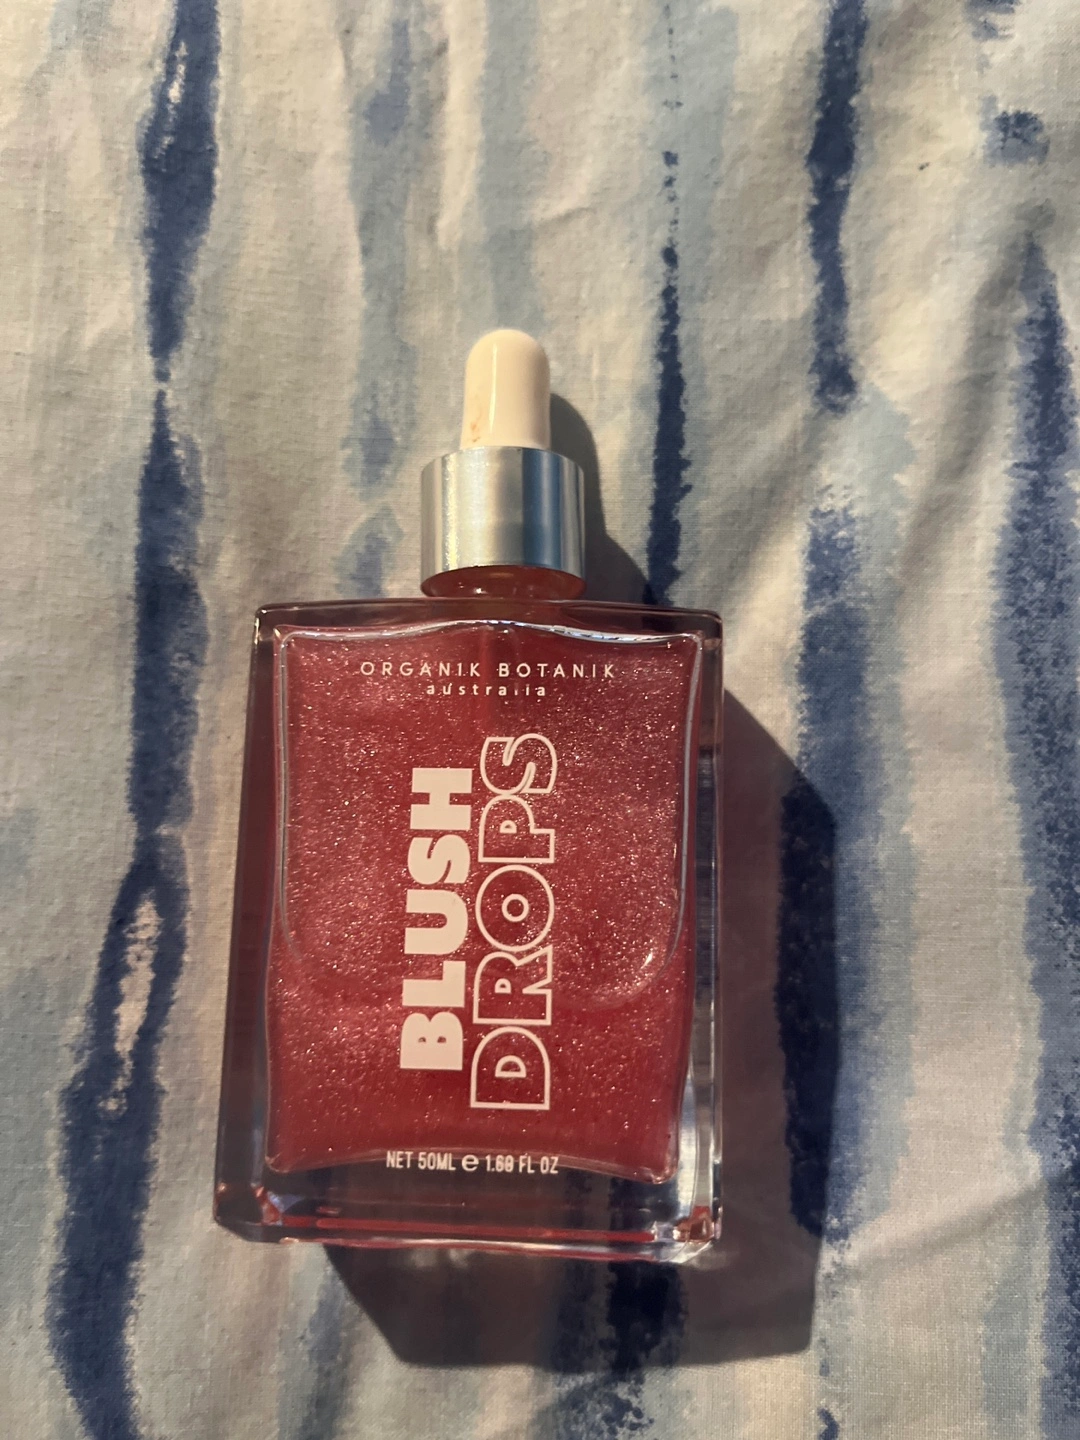 ORGANIK BOTANIK
australia
BLUSH
DROPS
NET 50ML e 1.69 FL OZ